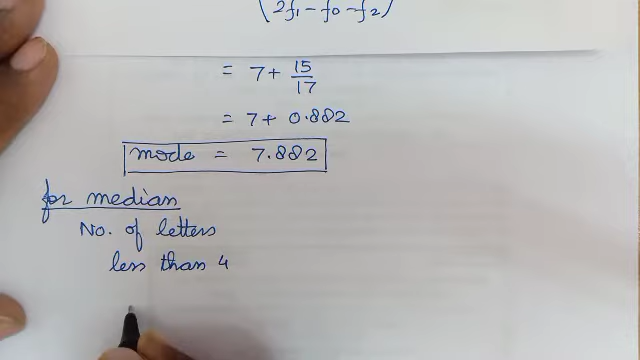 (2f₁ - f₀ - f₂)
= 7 + 15/17
= 7 + 0.882
mode = 7.882
for median
No. of letters
less than 4